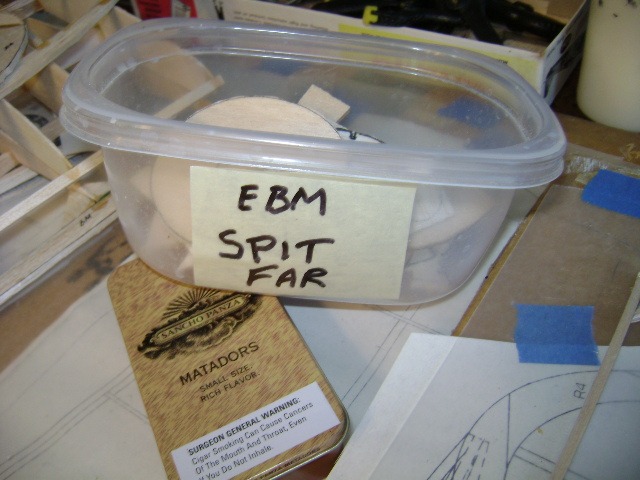 EBM
SPIT
FAR
SANCHO PANZA
MATADORS
SMALL SIZE.
RICH FLAVOR.
SURGEON GENERAL WARNING:
Cigar Smoking Can Cause Cancers
Of The Mouth And Throat, Even
If You Do Not Inhale.
R4